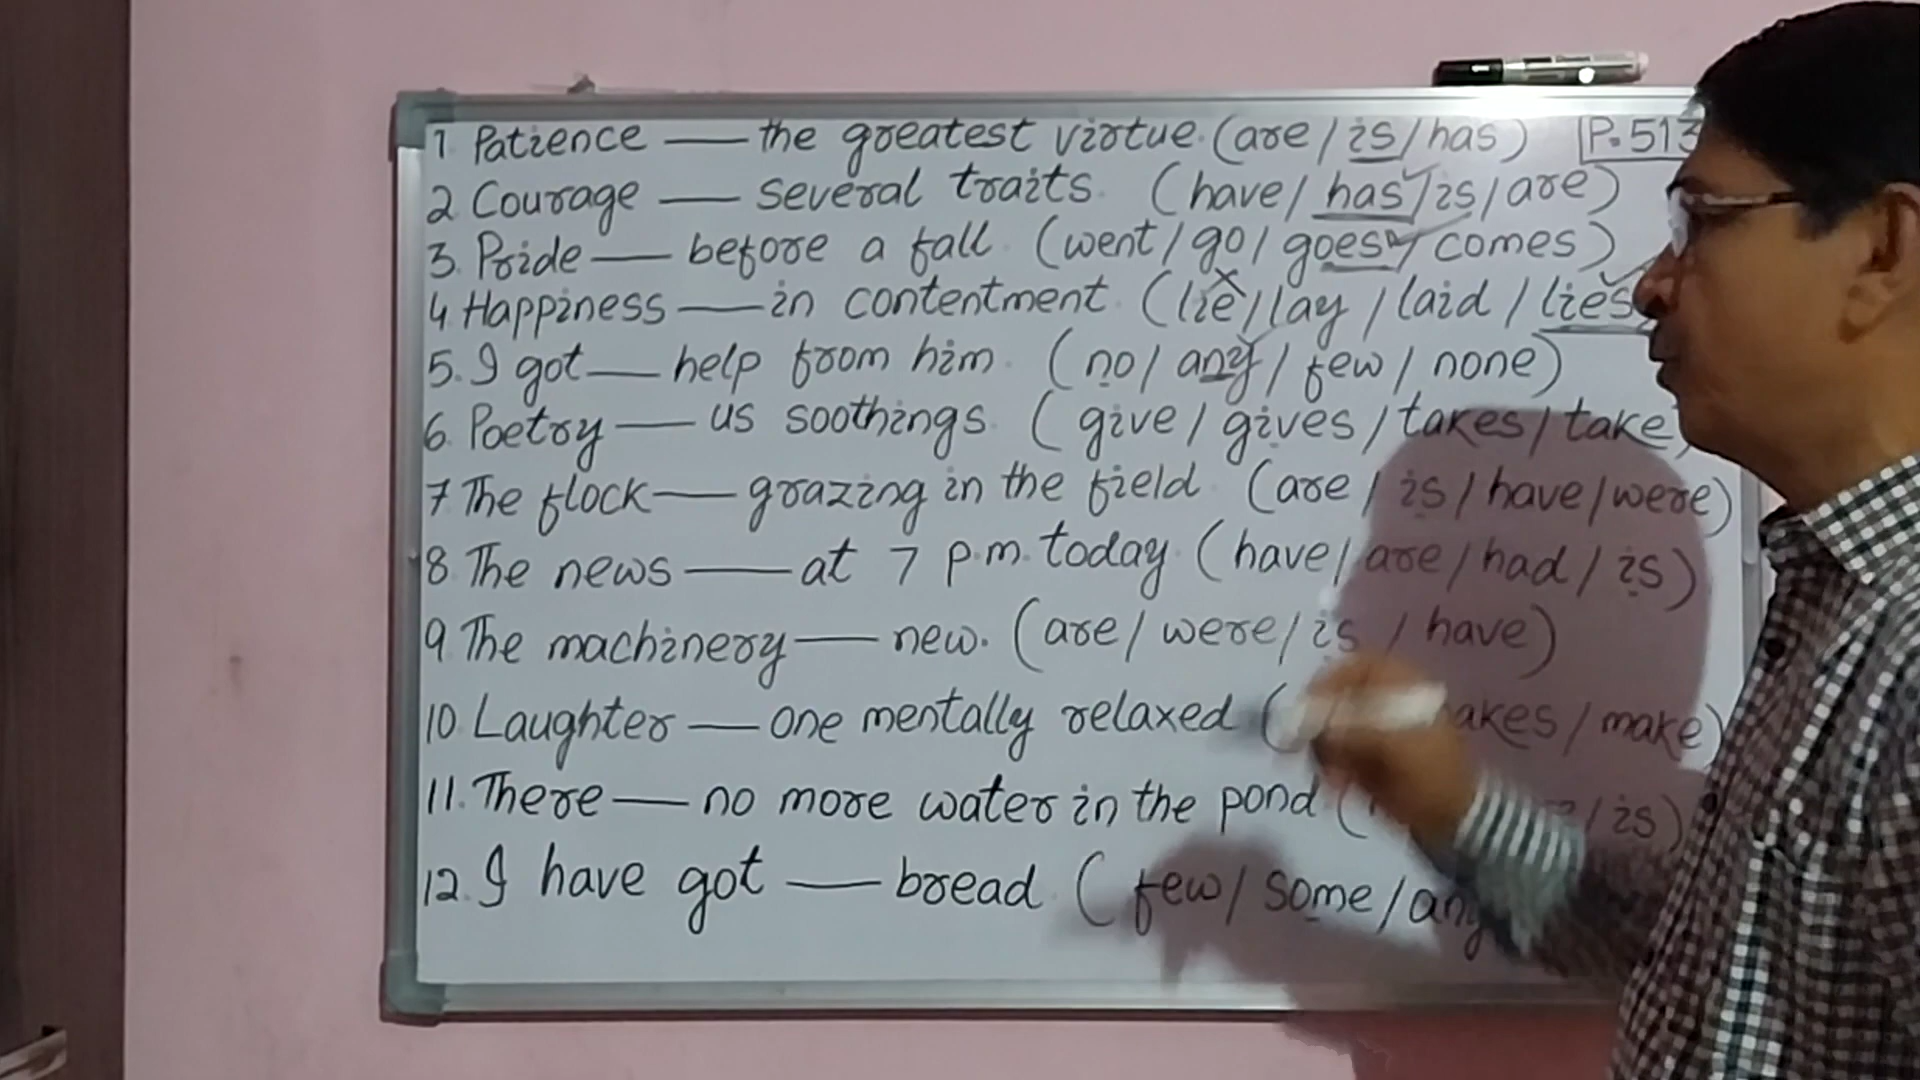 1 Patience — the greatest virtue. (are / is / has) P. 513
2 Courage — several traits. (have / has / is / are)
3. Pride — before a fall. (went / go / goes / comes)
4 Happiness — in contentment. (lie / lay / laid / lies
5. I got — help from him. (no / any / few / none)
6. Poetry — us soothings. (give / gives / takes / take)
7 The flock — grazing in the field. (are / is / have / were)
8. The news — at 7 p.m. today. (have / are / had / is)
9 The machinery — new. (are / were / is / have)
10 Laughter — one mentally relaxed ( akes / make)
11. There — no more water in the pond ( / is)
12. I have got — bread. (few / some / any